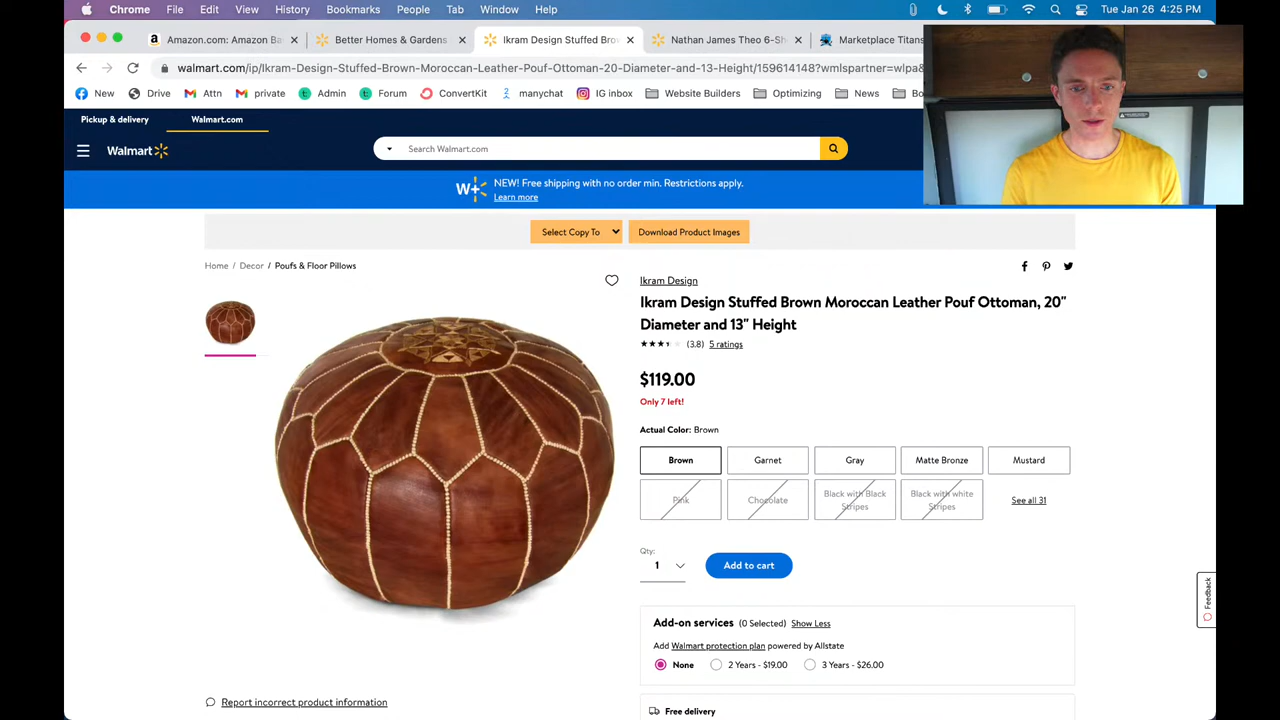 Chrome File Edit View History Bookmarks People Tab Window Help Tue Jan 26 4:25 PM
Amazon.com: Amazon Ba × Better Homes & Gardens × Ikram Design Stuffed Bro × Nathan James Theo 6-Sh × Marketplace Titans
walmart.com/ip/Ikram-Design-Stuffed-Brown-Moroccan-Leather-Pouf-Ottoman-20-Diameter-and-13-Height/159614148?wmlspartner=wlpa&
New Drive Attn private Admin Forum ConvertKit manychat IG inbox Website Builders Optimizing News
Pickup & delivery Walmart.com
Walmart Search Walmart.com
W+ NEW! Free shipping with no order min. Restrictions apply.
Learn more
Select Copy To Download Product Images
Home / Decor / Poufs & Floor Pillows
Ikram Design
Ikram Design Stuffed Brown Moroccan Leather Pouf Ottoman, 20" 
Diameter and 13" Height
(3.8) 5 ratings
$119.00
Only 7 left!
Actual Color: Brown
Brown Garnet Gray Matte Bronze Mustard
Pink Chocolate Black with Black Stripes Black with white Stripes See all 31
Qty:
1 Add to cart
Feedback
Add-on services (0 Selected) Show Less
Add Walmart protection plan powered by Allstate
None 2 Years - $19.00 3 Years - $26.00
Report incorrect product information
Free delivery